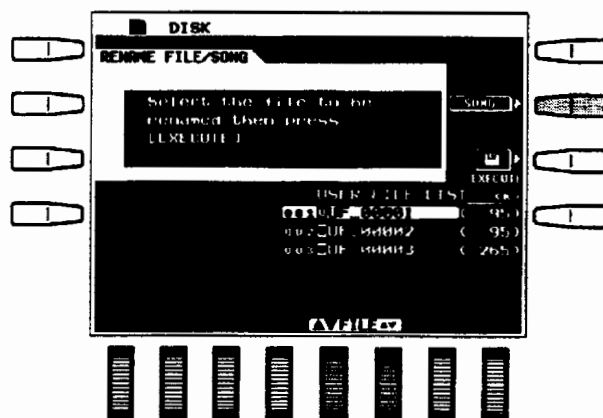 DISK
RENAME FILE/SONG
Select the file to be
renamed then press
[EXECUTE]
SONG
EXECUTE
USER FILE LIST
001 UF_00001 ( 95)
002 UF_00002 ( 95)
003 UF_00003 ( 265)
FILE